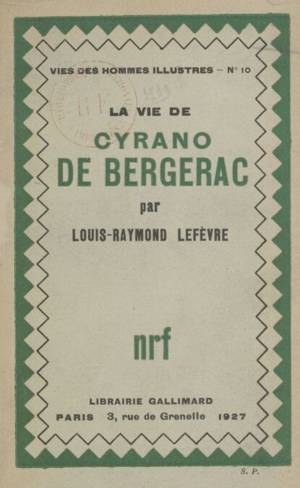 VIES DES HOMMES ILLUSTRES – N° 10
LA VIE DE
CYRANO
DE BERGERAC
par
LOUIS-RAYMOND LEFÈVRE
nrf
LIBRAIRIE GALLIMARD
PARIS 3, rue de Grenelle 1927
S. P.